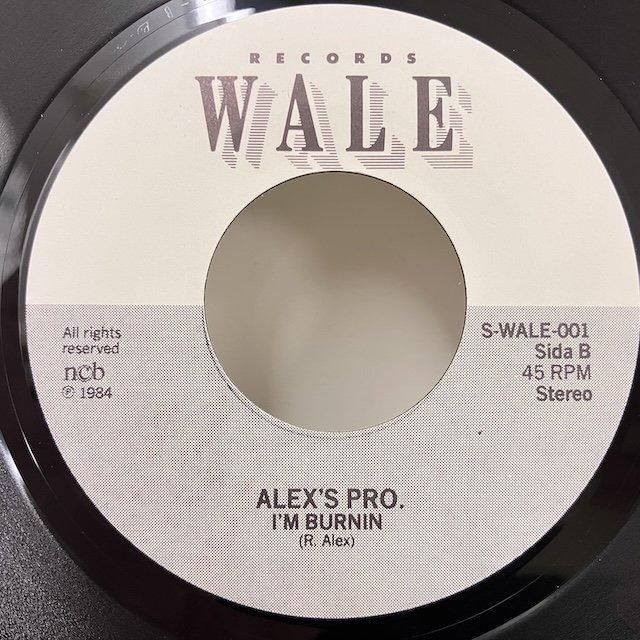 RECORDS
WALE
All rights
reserved
ncb
℗ 1984
S-WALE-001
Sida B
45 RPM
Stereo
ALEX'S PRO.
I'M BURNIN
(R. Alex)